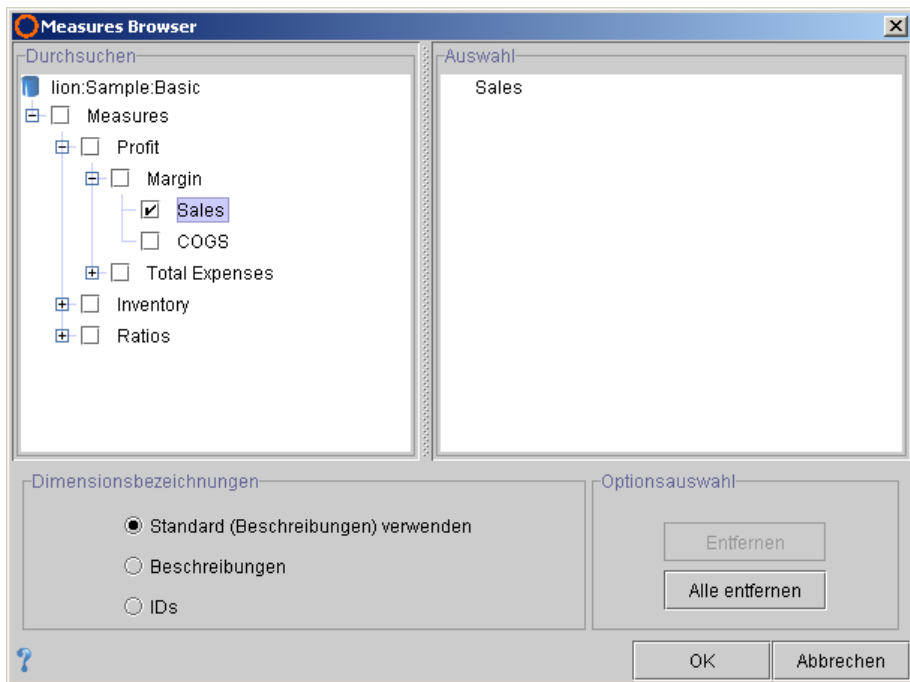 Measures Browser
Durchsuchen
lion:Sample:Basic
Measures
Profit
Margin
Sales
COGS
Total Expenses
Inventory
Ratios
Auswahl
Sales
Dimensionsbezeichnungen
Standard (Beschreibungen) verwenden
Beschreibungen
IDs
Optionsauswahl
Entfernen
Alle entfernen
?
OK
Abbrechen